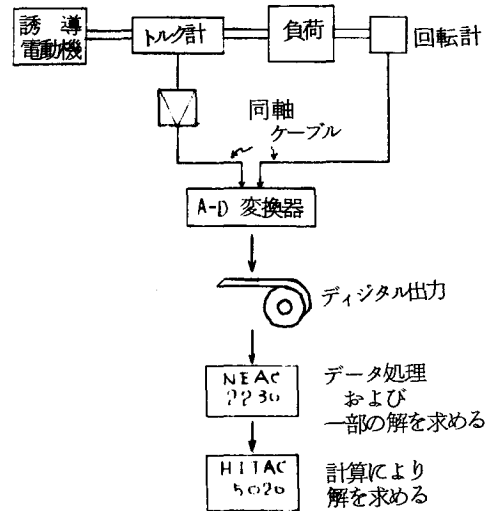 誘導
電動機
トルク計
負荷
回転計
同軸
ケーブル
A-D 変換器
ディジタル出力
NEAC
2230
データ処理
および
一部の解を求める
HITAC
5020
計算により
解を求める